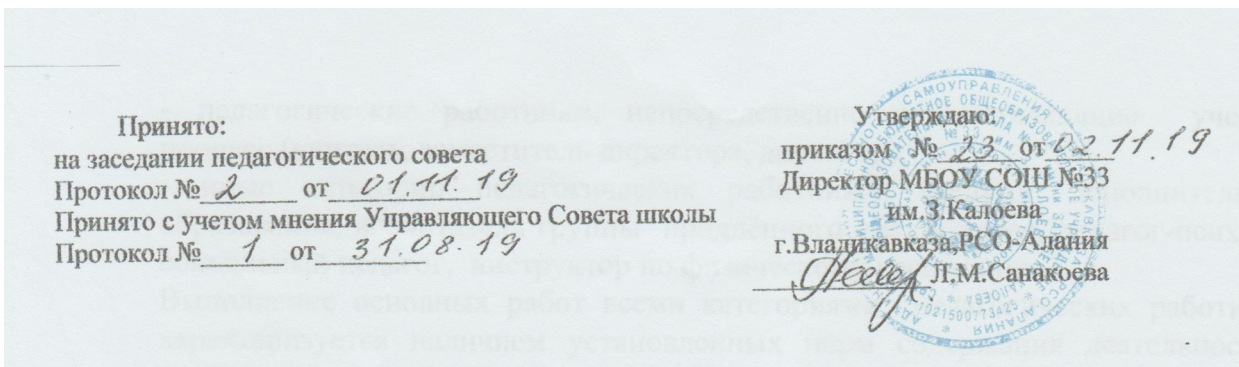 Принято:
на заседании педагогического совета
Протокол № 2 от 01.11.19
Принято с учетом мнения Управляющего Совета школы
Протокол № 1 от 31.08.19
Утверждаю:
приказом № 23 от 02.11.19
Директор МБОУ СОШ №33
им.З.Калоева
г.Владикавказа,РСО-Алания
Л.М.Санакоева